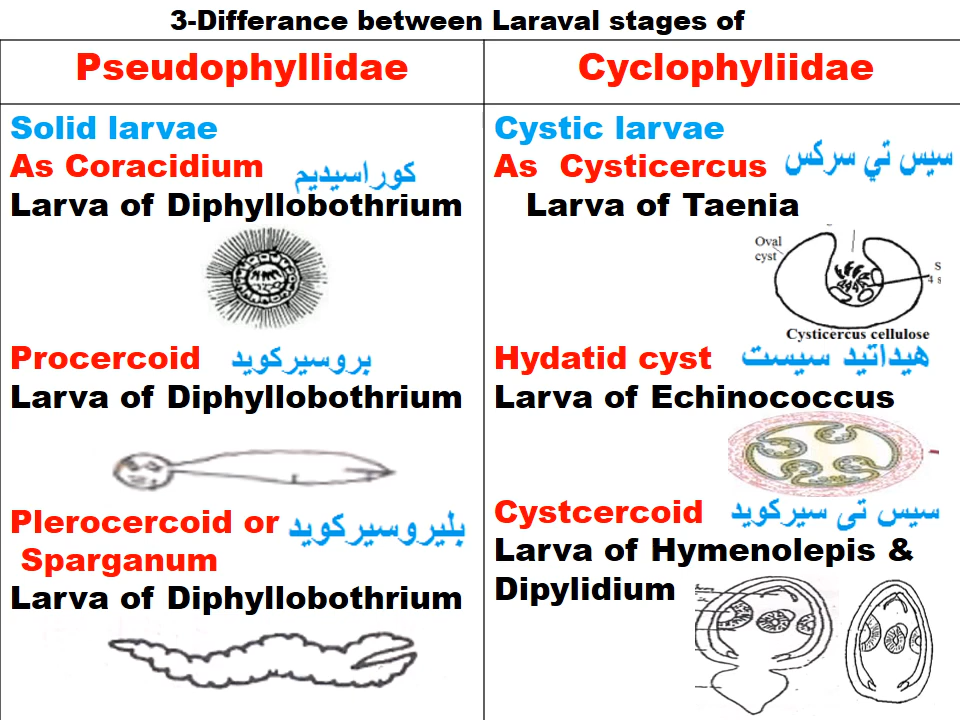 3-Differance between Laraval stages of
Pseudophyllidae
Cyclophyliidae
Solid larvae
As Coracidium كوراسيديم
Larva of Diphyllobothrium
Procercoid بروسيركويد
Larva of Diphyllobothrium
Plerocercoid or بليروسيركويد
Sparganum
Larva of Diphyllobothrium
Cystic larvae
As Cysticercus سيس تي سركس
Larva of Taenia
Oval
cyst
S
4 s
Cysticercus cellulose
Hydatid cyst هيداتيد سيست
Larva of Echinococcus
Cystcercoid سيس تى سيركويد
Larva of Hymenolepis &
Dipylidium